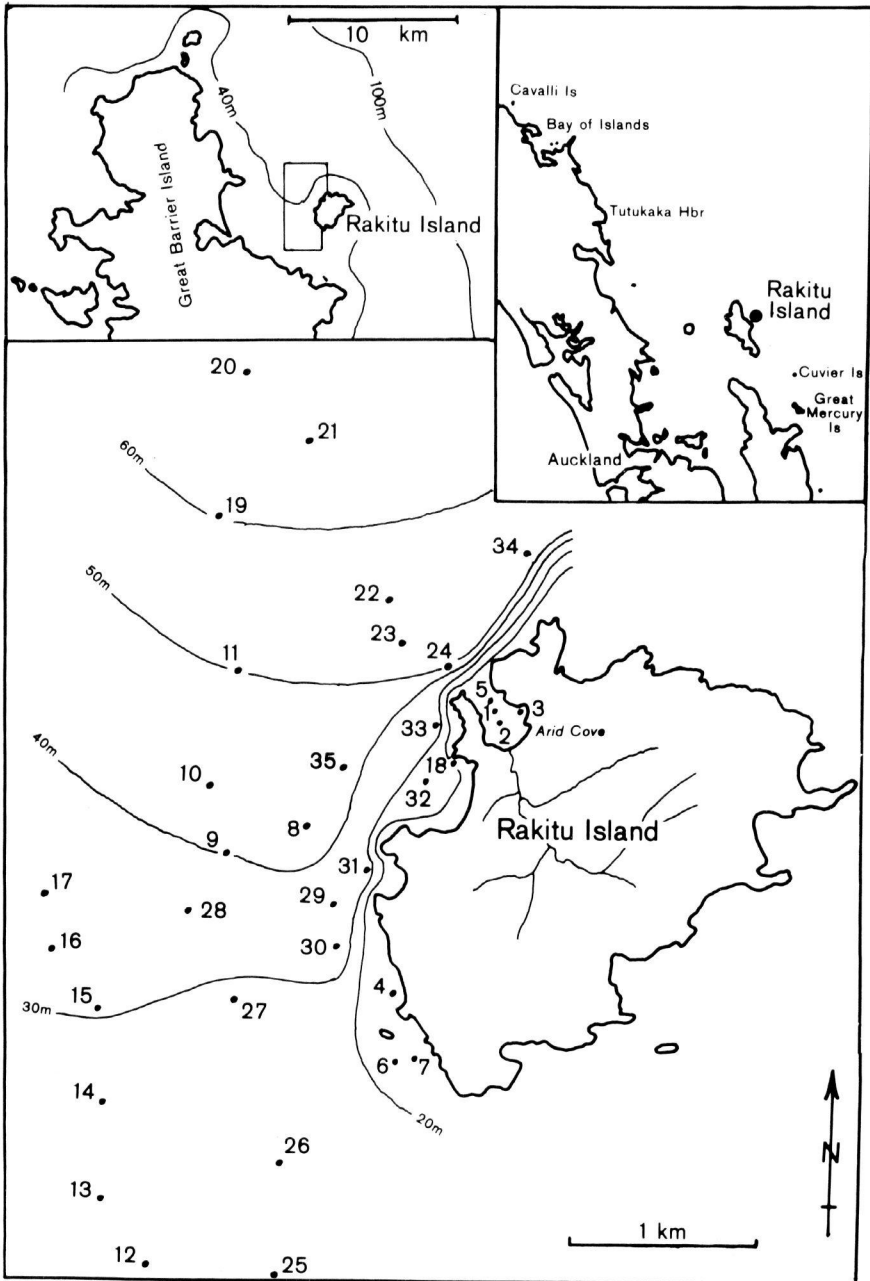 10 km
40m
100m
Great Barrier Island
Rakitu Island
Cavalli Is
Bay of Islands
Tutukaka Hbr
Rakitu
Island
Cuvier Is
Great
Mercury
Is
Auckland
20
21
60m
19
34
50m
22
23
11
24
5
1
3
2
Arid Cove
33
40m
35
18
10
32
8
Rakitu Island
9
31
17
29
28
16
30
4
15
30m
27
6
7
14
20m
26
N
13
1 km
12
25